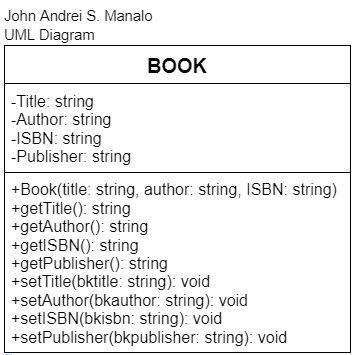 John Andrei S. Manalo
UML Diagram
BOOK
-Title: string
-Author: string
-ISBN: string
-Publisher: string
+Book(title: string, author: string, ISBN: string)
+getTitle(): string
+getAuthor(): string
+getISBN(): string
+getPublisher(): string
+setTitle(bktitle: string): void
+setAuthor(bkauthor: string): void
+setISBN(bkisbn: string): void
+setPublisher(bkpublisher: string): void